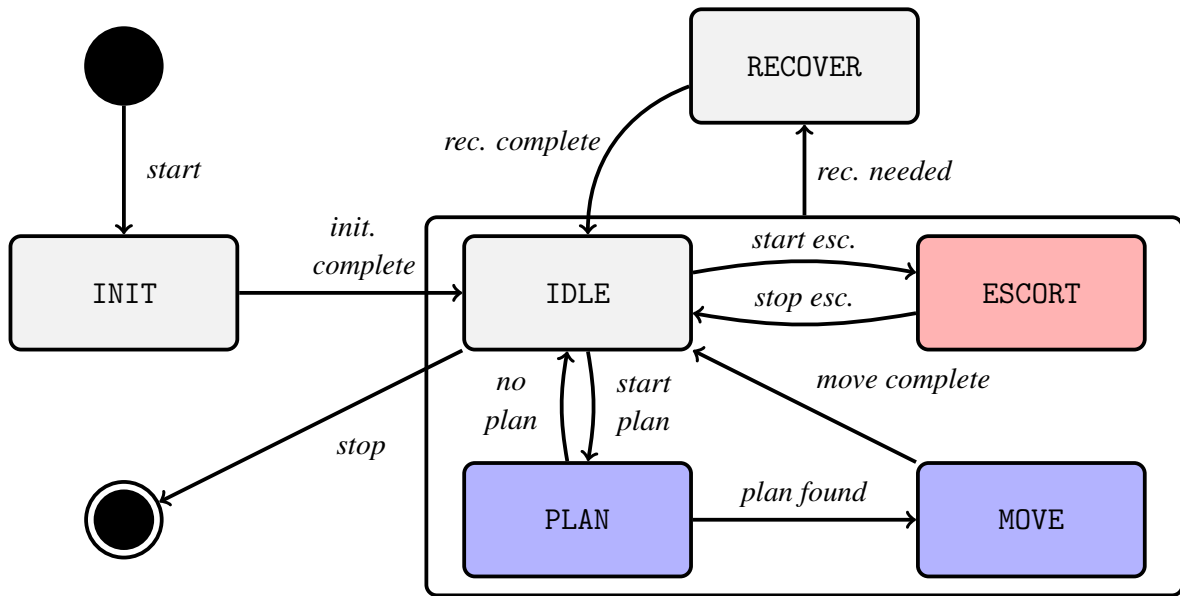 RECOVER
rec. complete
start
rec. needed
init.
complete
start esc.
INIT
IDLE
stop esc.
ESCORT
no
plan
start
plan
move complete
stop
plan found
PLAN
MOVE